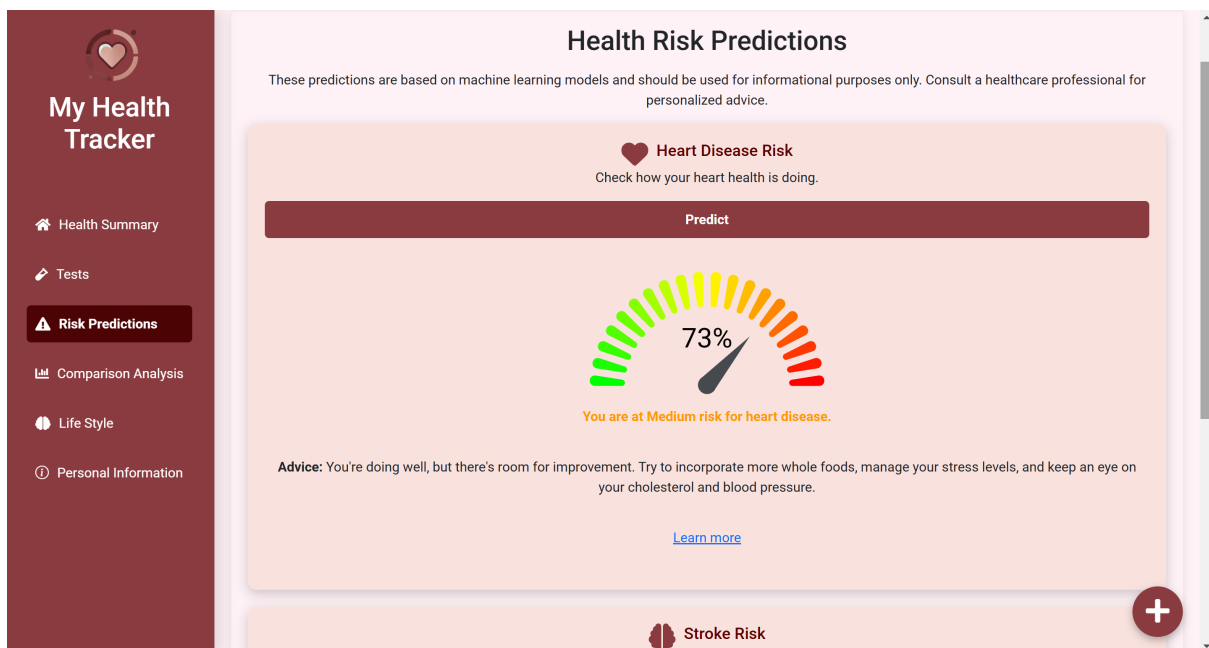 My Health
Tracker
Health Summary
Tests
Risk Predictions
Comparison Analysis
Life Style
Personal Information
Health Risk Predictions
These predictions are based on machine learning models and should be used for informational purposes only. Consult a healthcare professional for
personalized advice.
Heart Disease Risk
Check how your heart health is doing.
Predict
73%
You are at Medium risk for heart disease.
Advice: You're doing well, but there's room for improvement. Try to incorporate more whole foods, manage your stress levels, and keep an eye on
your cholesterol and blood pressure.
Learn more
Stroke Risk